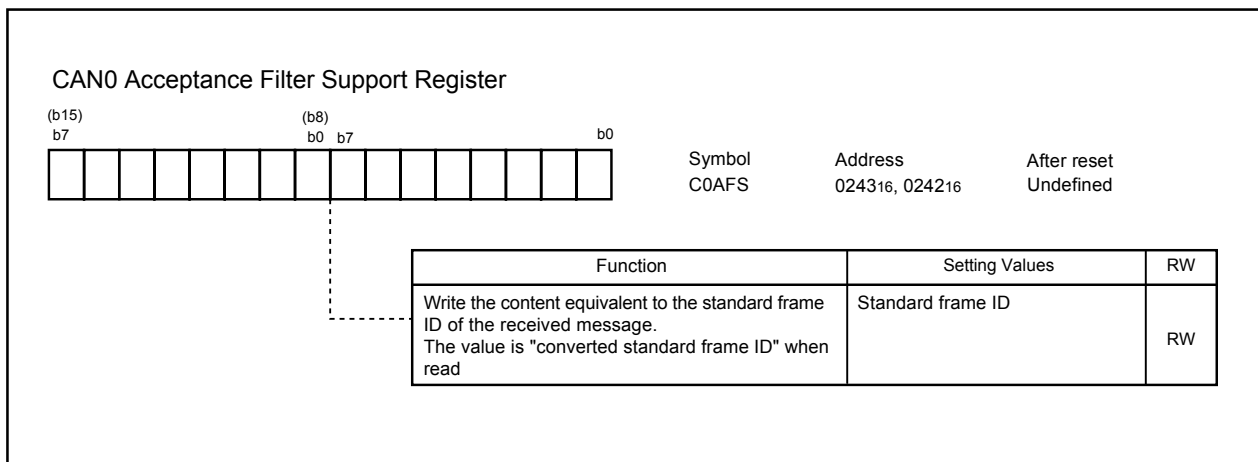 CAN0 Acceptance Filter Support Register
(b15) (b8)
b7 b0 b7 b0
Symbol Address After reset
C0AFS 024316, 024216 Undefined
Function Setting Values RW
Write the content equivalent to the standard frame Standard frame ID
ID of the received message.
The value is "converted standard frame ID" when RW
read